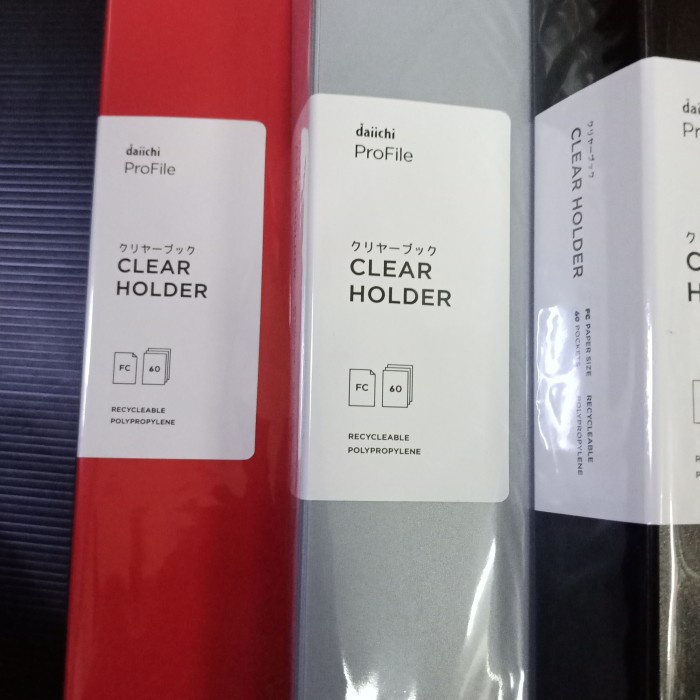 daiichi
ProFile
クリヤーブック
CLEAR
HOLDER
FC 60
RECYCLEABLE
POLYPROPYLENE
daiichi
ProFile
クリヤーブック
CLEAR
HOLDER
FC 60
RECYCLEABLE
POLYPROPYLENE
クリヤーブック
CLEAR HOLDER
FC PAPER SIZE
60 POCKETS
RECYCLEABLE
POLYPROPYLENE